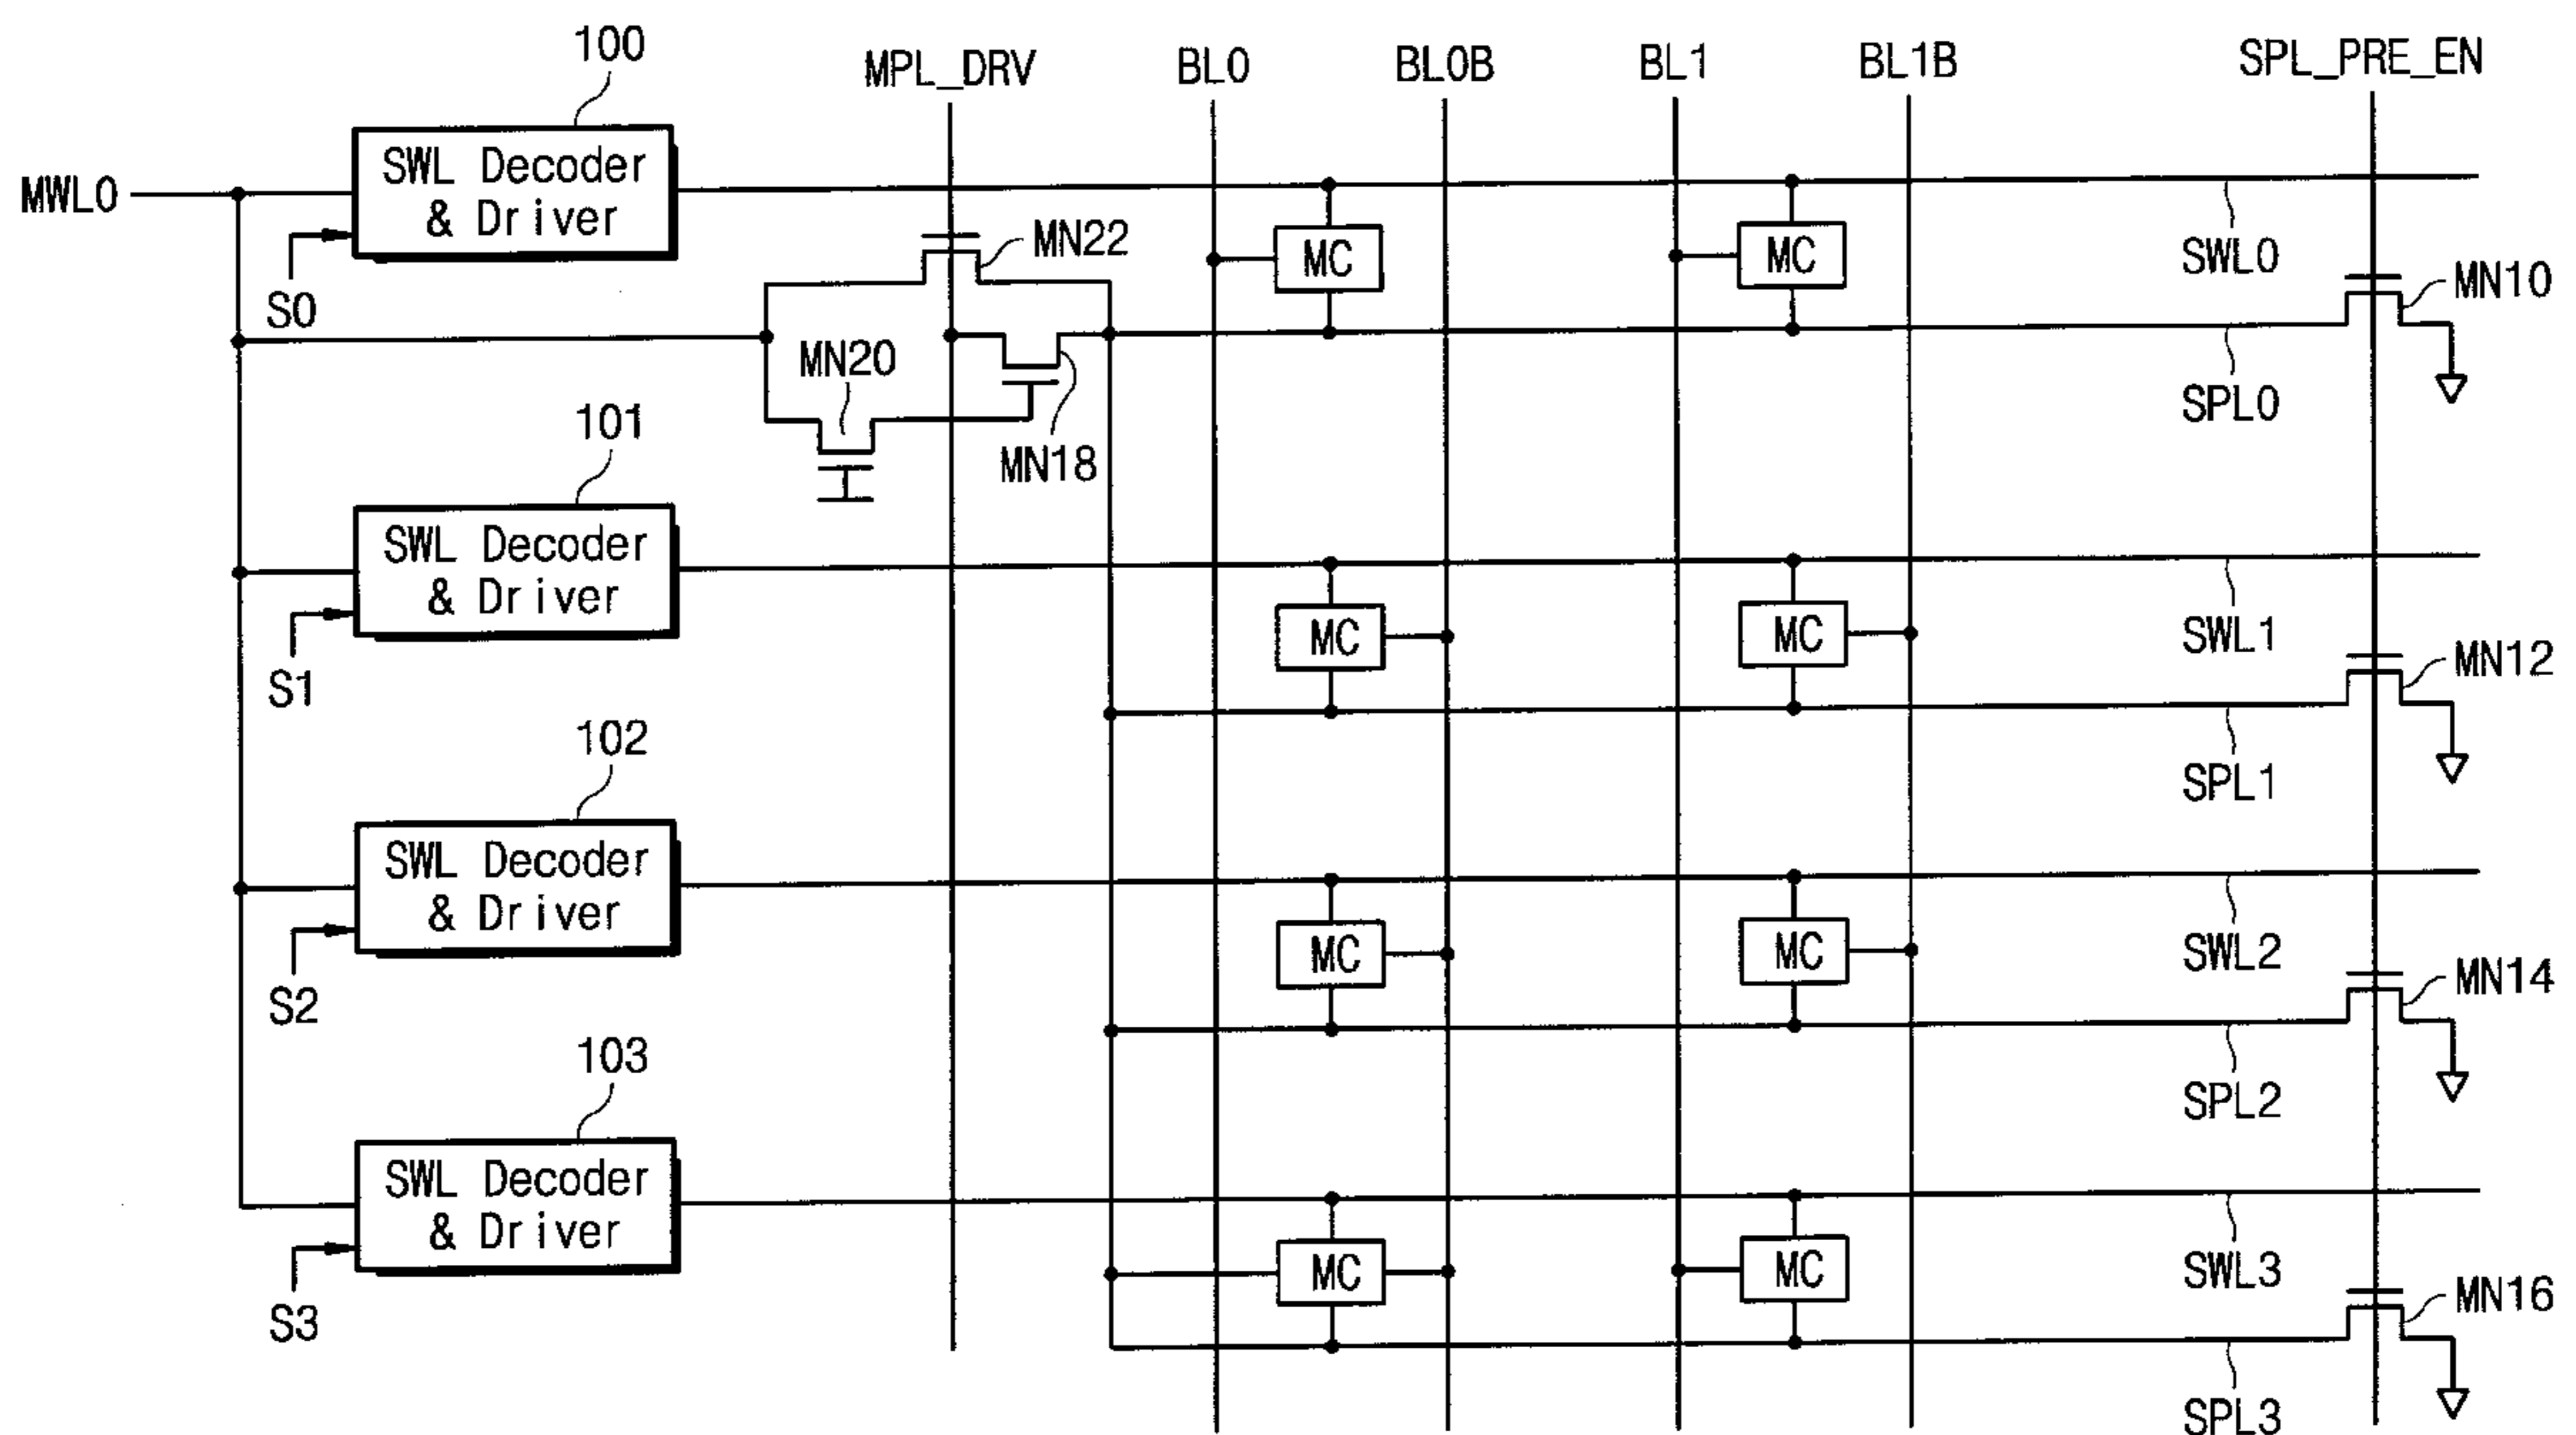 100
MPL_DRV
BL0
BL0B
BL1
BL1B
SPL_PRE_EN
MWL0
SWL Decoder
& Driver
S0
MN22
MC
MC
SWL0
MN10
MN20
MN18
SPL0
101
SWL Decoder
& Driver
S1
MC
MC
SWL1
MN12
SPL1
102
SWL Decoder
& Driver
S2
MC
MC
SWL2
MN14
SPL2
103
SWL Decoder
& Driver
S3
MC
MC
SWL3
MN16
SPL3